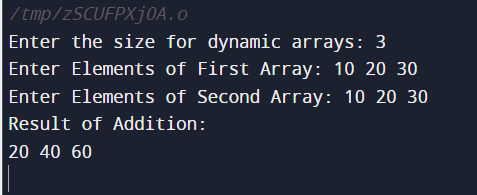 /tmp/zSCUFPXj0A.o
Enter the size for dynamic arrays: 3
Enter Elements of First Array: 10 20 30
Enter Elements of Second Array: 10 20 30
Result of Addition:
20 40 60